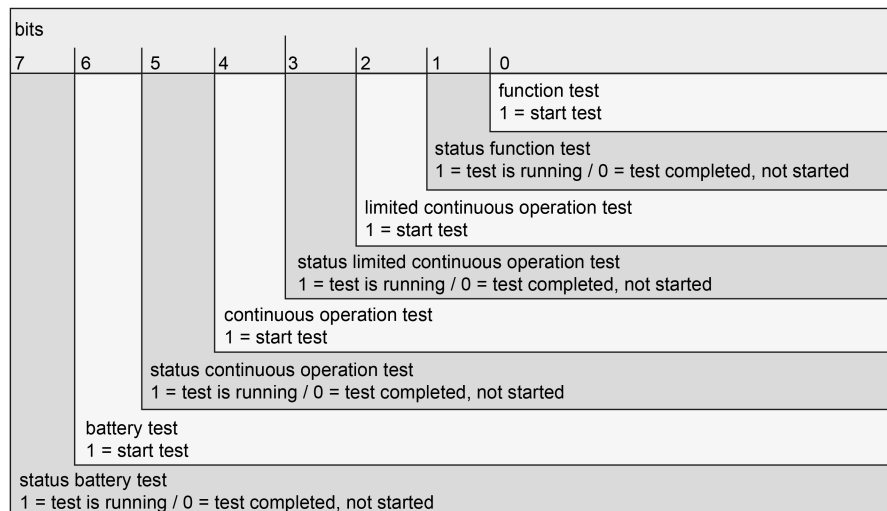 bits
7 6 5 4 3 2 1 0
function test
1 = start test
status function test
1 = test is running / 0 = test completed, not started
limited continuous operation test
1 = start test
status limited continuous operation test
1 = test is running / 0 = test completed, not started
continuous operation test
1 = start test
status continuous operation test
1 = test is running / 0 = test completed, not started
battery test
1 = start test
status battery test
1 = test is running / 0 = test completed, not started